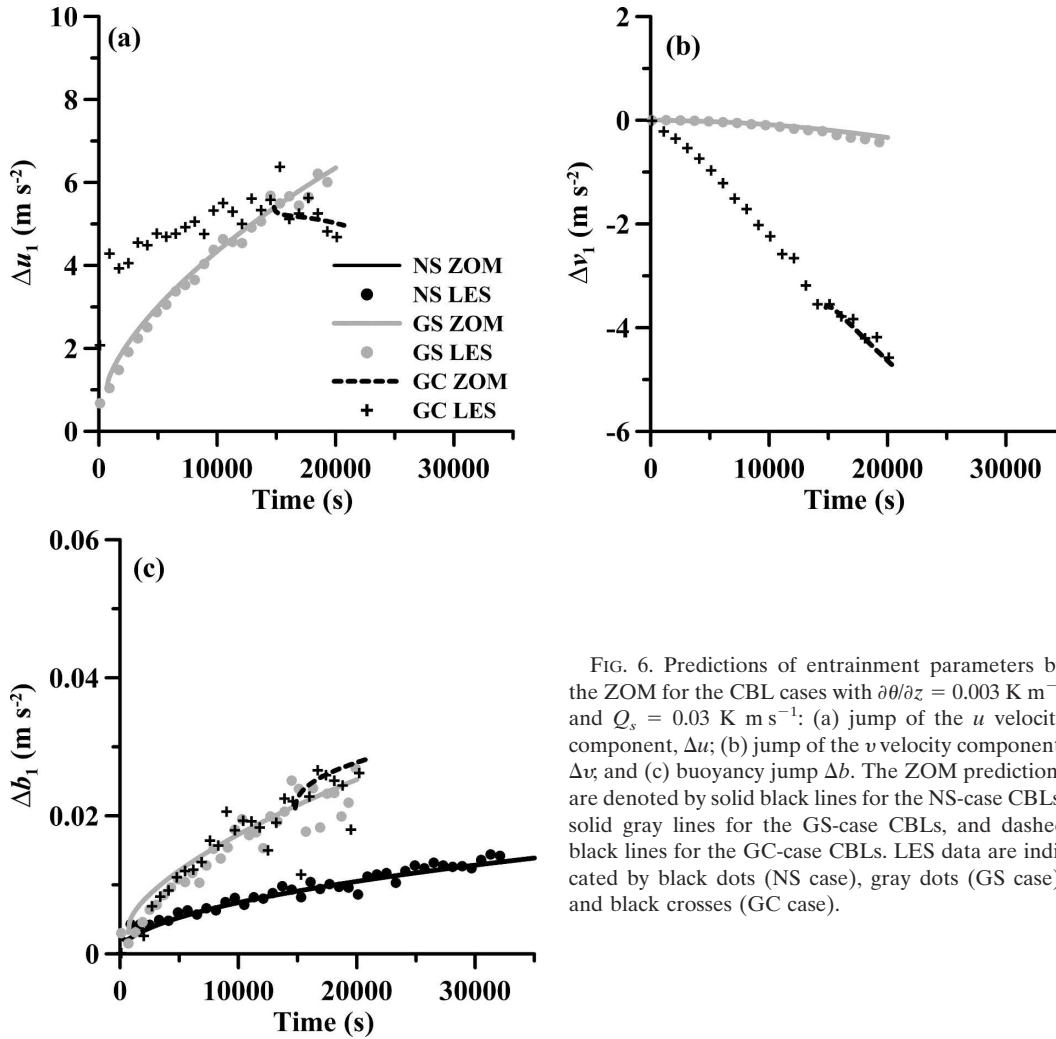 10
8
6
4
2
0
(a)
Δu1 (m s-2)
NS ZOM
NS LES
GS ZOM
GS LES
GC ZOM
GC LES
0 10000 20000 30000
Time (s)
2
0
-2
-4
-6
(b)
Δv1 (m s-2)
0 10000 20000 30000
Time (s)
0.06
0.04
0.02
0
(c)
Δb1 (m s-2)
0 10000 20000 30000
Time (s)
FIG. 6. Predictions of entrainment parameters b
the ZOM for the CBL cases with ∂θ/∂z = 0.003 K m−
and Qs = 0.03 K m s−1: (a) jump of the u velocit
component, Δu; (b) jump of the v velocity component
Δv; and (c) buoyancy jump Δb. The ZOM prediction
are denoted by solid black lines for the NS-case CBLs
solid gray lines for the GS-case CBLs, and dashe
black lines for the GC-case CBLs. LES data are indi-
cated by black dots (NS case), gray dots (GS case)
and black crosses (GC case).